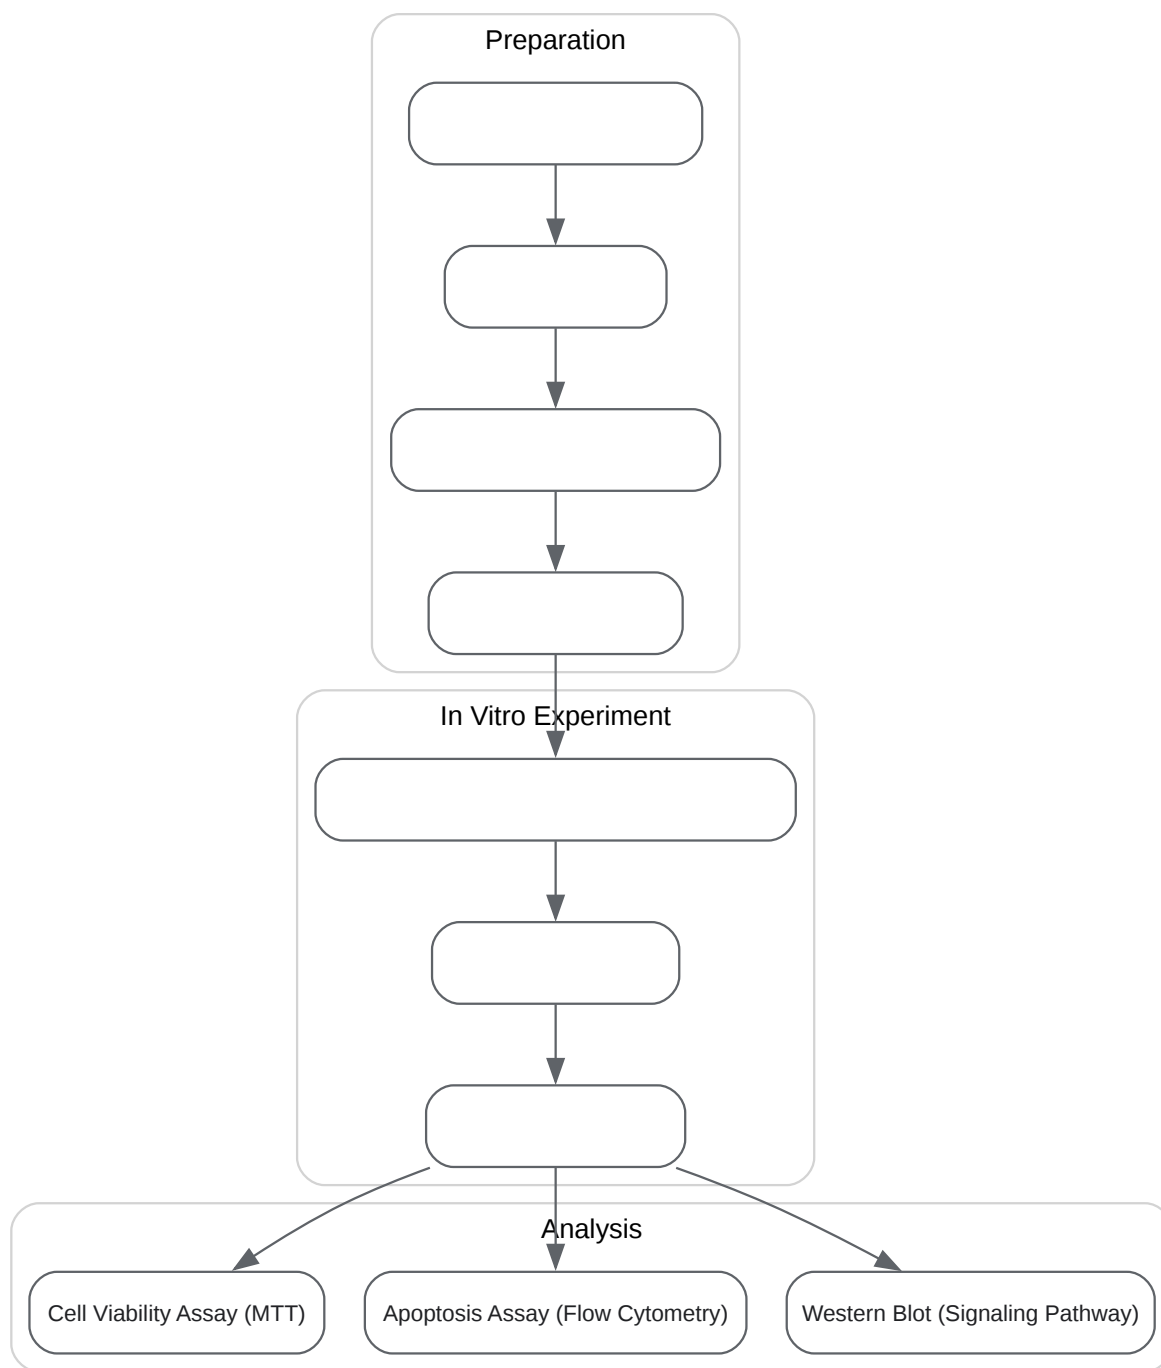 Preparation
In Vitro Experiment
Analysis
Cell Viability Assay (MTT)
Apoptosis Assay (Flow Cytometry)
Western Blot (Signaling Pathway)